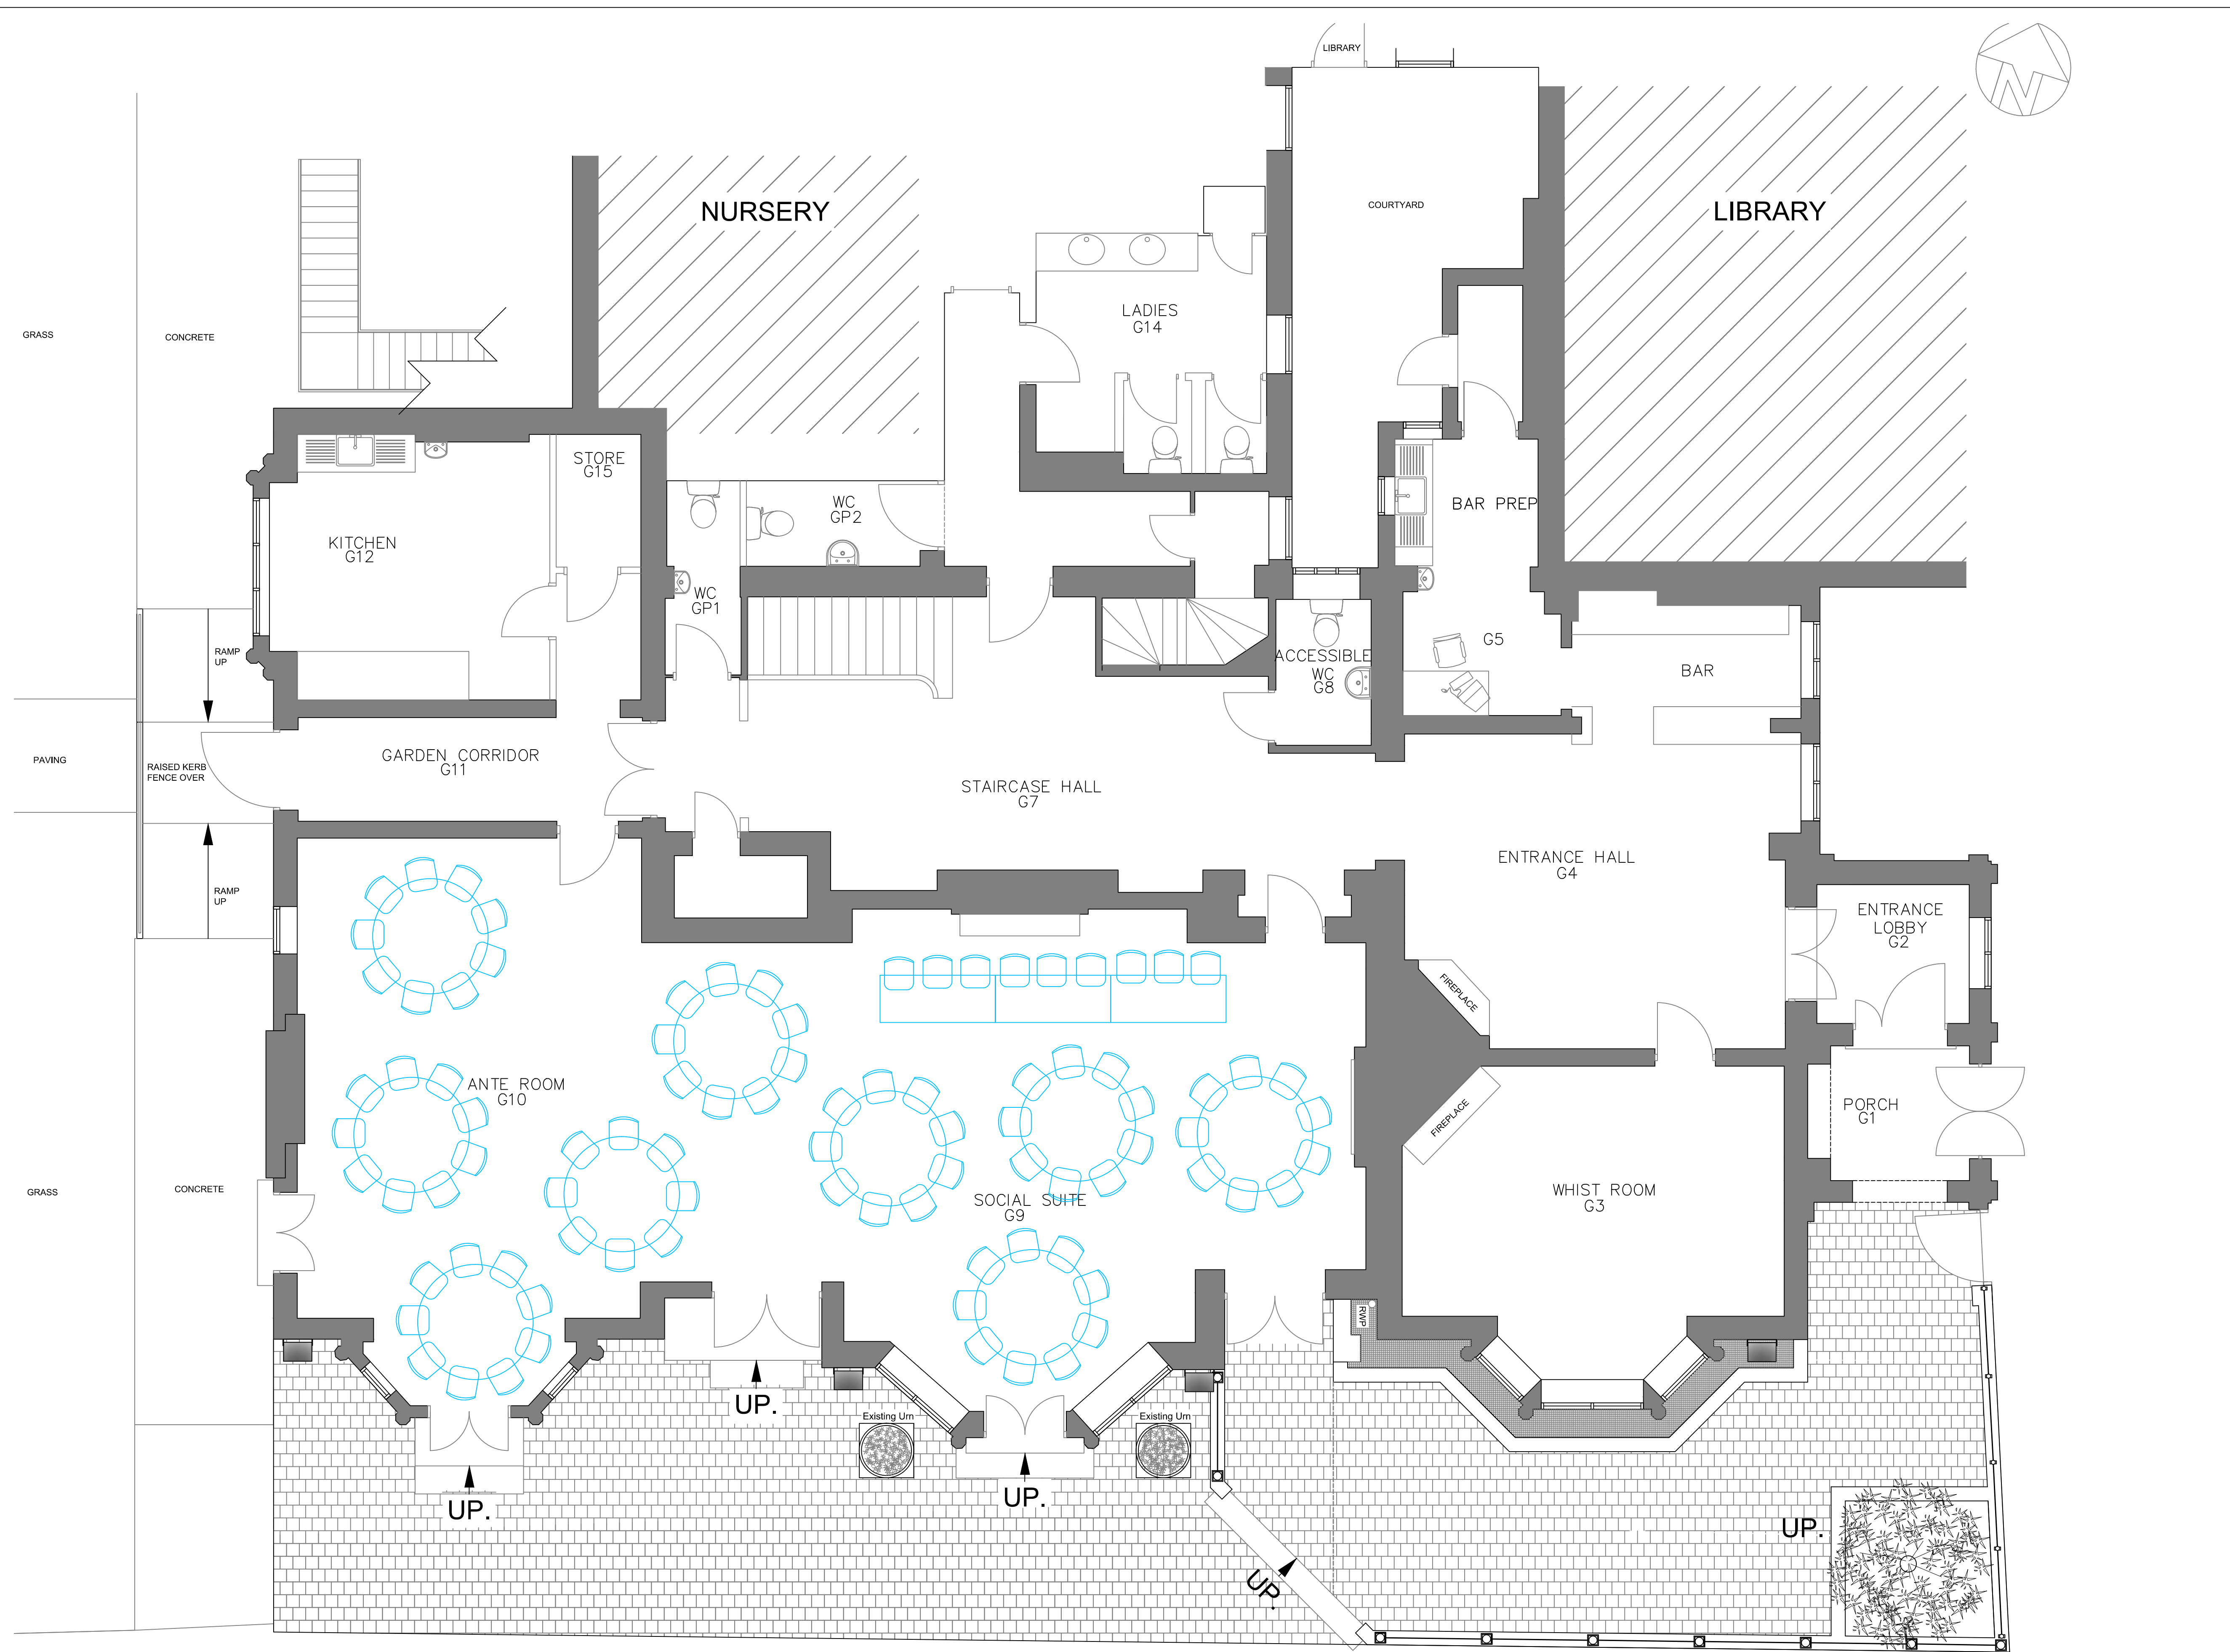 LIBRARY
N
NURSERY
COURTYARD
LIBRARY
GRASS
CONCRETE
LADIES
G14
STORE
G15
KITCHEN
G12
WC
GP2
BAR PREP
WC
GP1
RAMP
UP
ACCESSIBLE
WC
G8
G5
BAR
PAVING
RAISED KERB
FENCE OVER
GARDEN CORRIDOR
G11
STAIRCASE HALL
G7
ENTRANCE HALL
G4
RAMP
UP
ENTRANCE
LOBBY
G2
FIREPLACE
ANTE ROOM
G10
FIREPLACE
PORCH
G1
GRASS
CONCRETE
SOCIAL SUITE
G9
WHIST ROOM
G3
RWP
UP.
Existing Urn
Existing Urn
UP.
UP.
UP.
UP